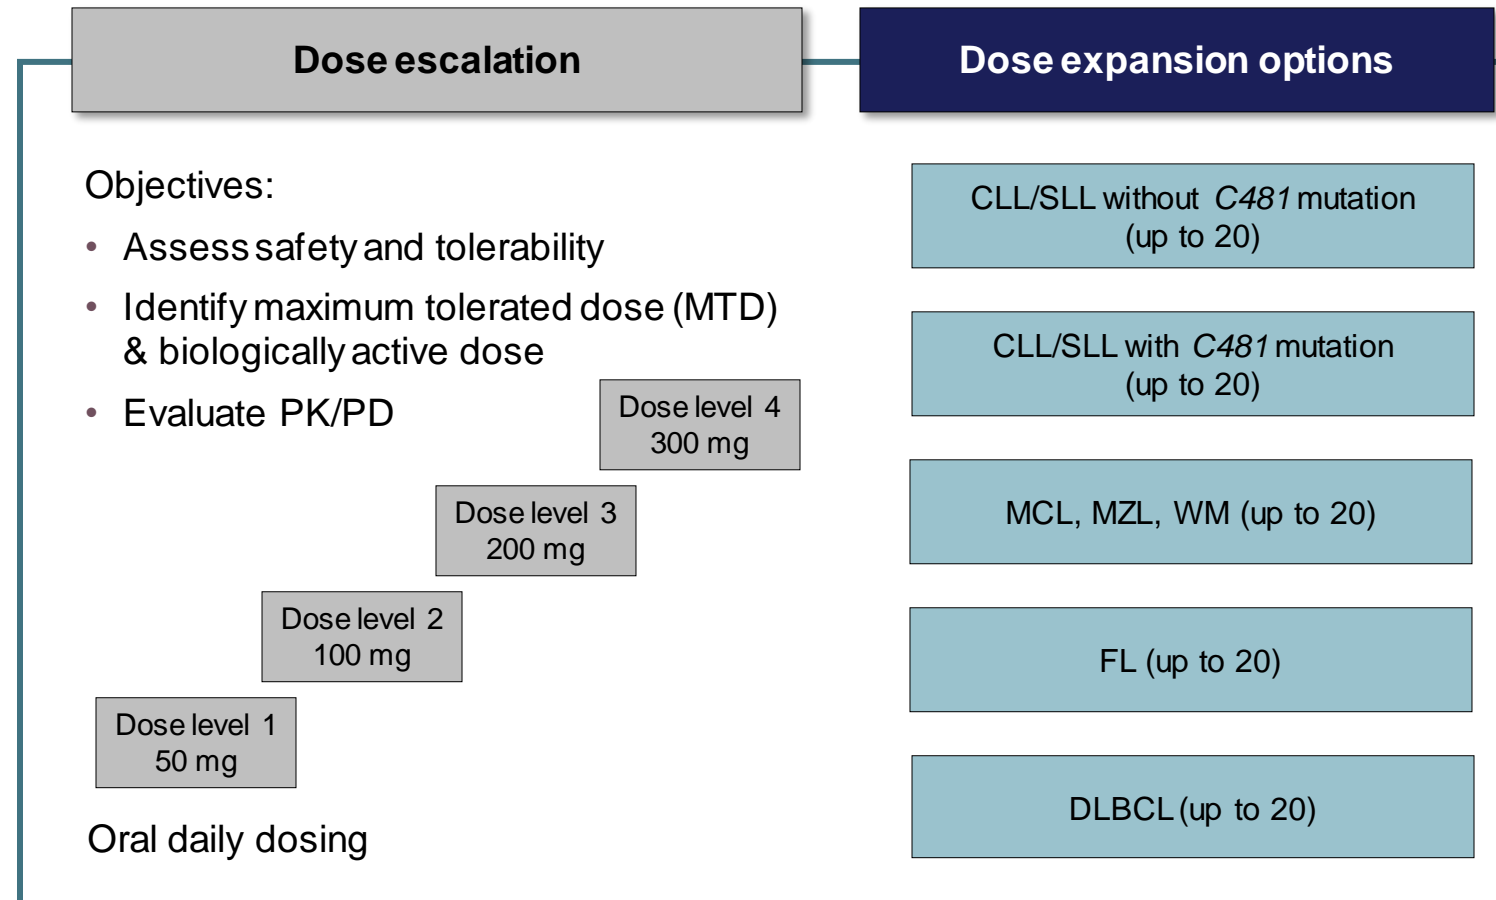 Dose escalation
Objectives:
• Assess safety and tolerability
• Identify maximum tolerated dose (MTD)
& biologically active dose
• Evaluate PK/PD
Dose level 4
300 mg
Dose level 3
200 mg
Dose level 2
100 mg
Dose level 1
50 mg
Oral daily dosing
Dose expansion options
CLL/SLL without C481 mutation
(up to 20)
CLL/SLL with C481 mutation
(up to 20)
MCL, MZL, WM (up to 20)
FL (up to 20)
DLBCL (up to 20)